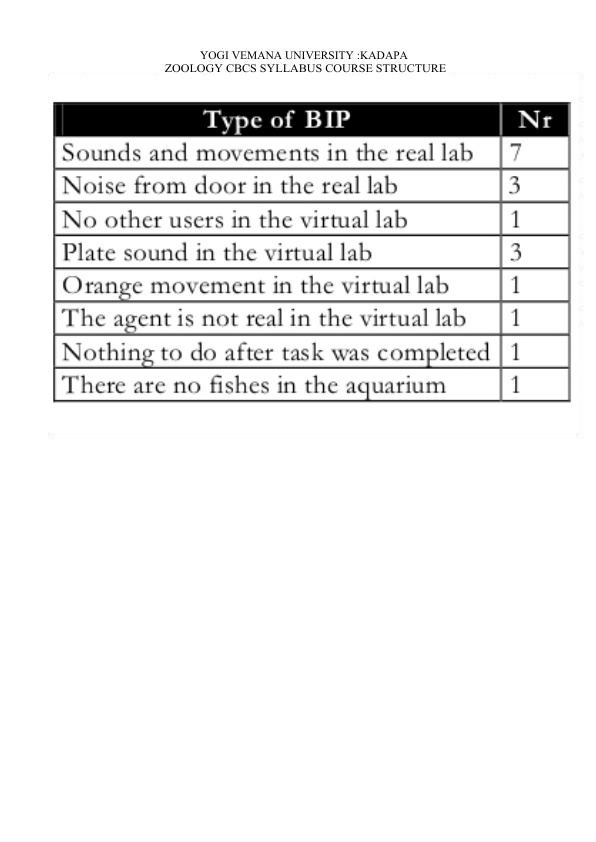 YOGI VEMANA UNIVERSITY :KADAPA
ZOOLOGY CBCS SYLLABUS COURSE STRUCTURE
Type of BIP Nr
Sounds and movements in the real lab 7
Noise from door in the real lab 3
No other users in the virtual lab 1
Plate sound in the virtual lab 3
Orange movement in the virtual lab 1
The agent is not real in the virtual lab 1
Nothing to do after task was completed 1
There are no fishes in the aquarium 1